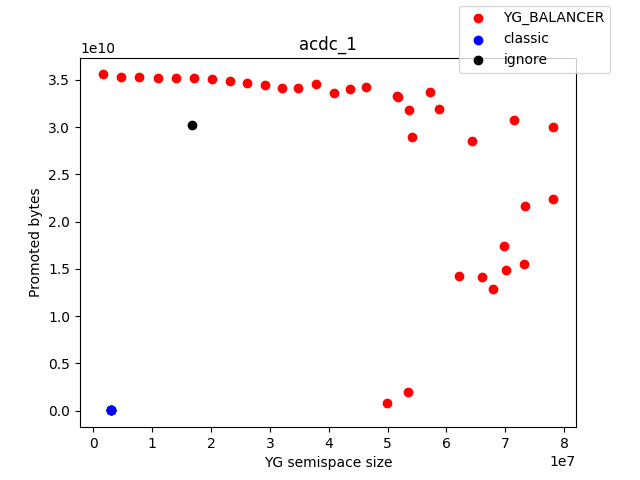 acdc_1
1e10
YG_BALANCER
classic
ignore
3.5
3.0
2.5
2.0
1.5
1.0
0.5
0.0
Promoted bytes
0 1 2 3 4 5 6 7 8
1e7
YG semispace size